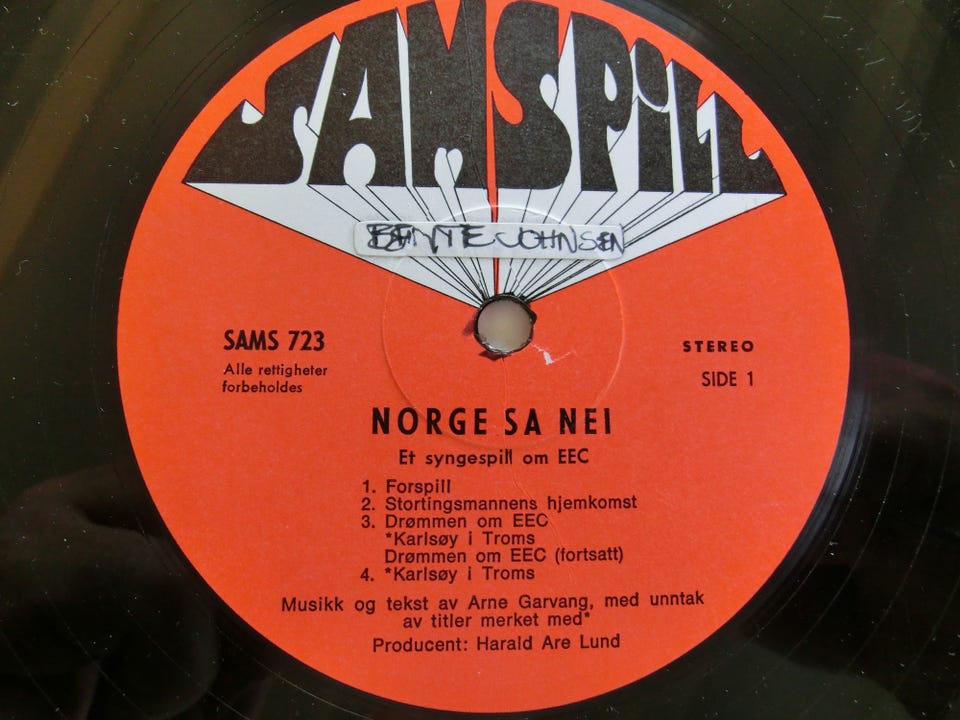 SAMSPiLL
BENTE JOHNSEN
SAMS 723
Alle rettigheter
forbeholdes
STEREO
SIDE 1
NORGE SA NEI
Et syngespill om EEC
1. Forspill
2. Stortingsmannens hjemkomst
3. Drømmen om EEC
*Karlsøy i Troms
Drømmen om EEC (fortsatt)
4. *Karlsøy i Troms
Musikk og tekst av Arne Garvang, med unntak
av titler merket med*
Producent: Harald Are Lund